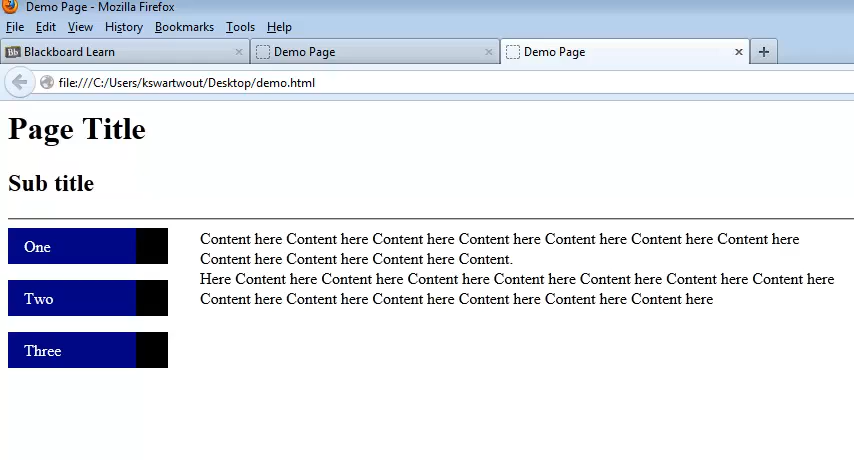 Demo Page - Mozilla Firefox
File Edit View History Bookmarks Tools Help
Bb Blackboard Learn × Demo Page × Demo Page × +
file:///C:/Users/kswartwout/Desktop/demo.html
Page Title
Sub title
One
Two
Three
Content here Content here Content here Content here Content here Content here Content here
Content here Content here Content here Content.
Here Content here Content here Content here Content here Content here Content here Content here
Content here Content here Content here Content here Content here Content here